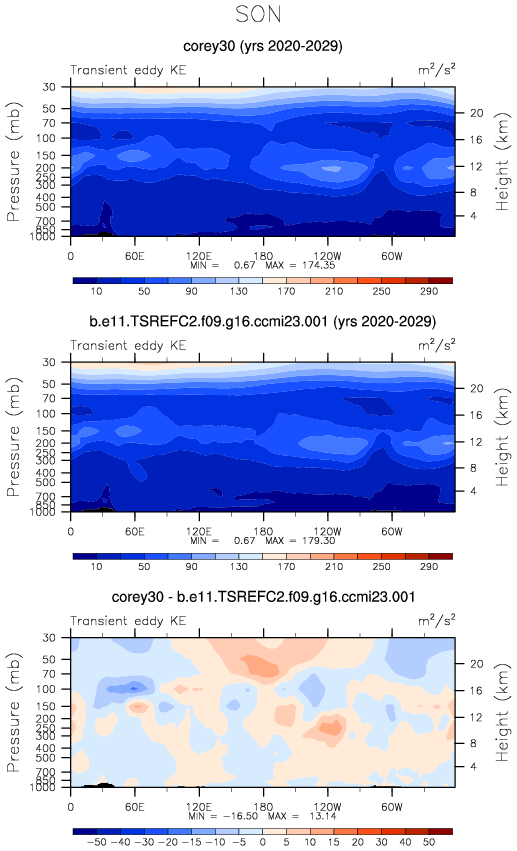 SON
corey30 (yrs 2020-2029)
Transient eddy KE m²/s²
Pressure (mb)
30
50
70
100
150
200
250
300
400
500
700
850
1000
Height (km)
20
16
12
8
4
0 60E 120E 180 120W 60W
MIN = 0.67 MAX = 174.35
10 50 90 130 170 210 250 290
b.e11.TSREFC2.f09.g16.ccmi23.001 (yrs 2020-2029)
Transient eddy KE m²/s²
Pressure (mb)
30
50
70
100
150
200
250
300
400
500
700
850
1000
Height (km)
20
16
12
8
4
0 60E 120E 180 120W 60W
MIN = 0.67 MAX = 179.30
10 50 90 130 170 210 250 290
corey30 - b.e11.TSREFC2.f09.g16.ccmi23.001
Transient eddy KE m²/s²
Pressure (mb)
30
50
70
100
150
200
250
300
400
500
700
850
1000
Height (km)
20
16
12
8
4
0 60E 120E 180 120W 60W
MIN = -16.50 MAX = 13.14
-50 -40 -30 -20 -15 -10 -5 0 5 10 15 20 30 40 50